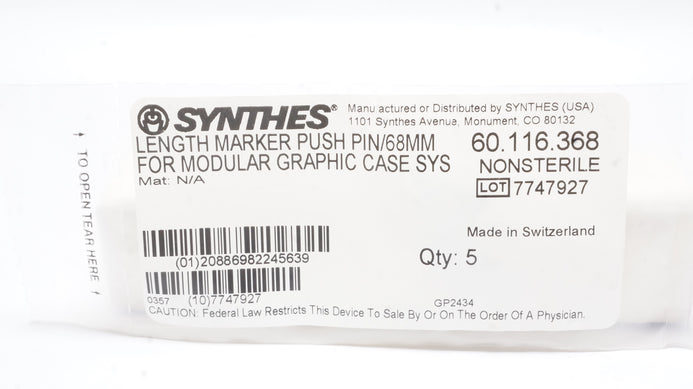 SYNTHES®
Manufactured or Distributed by SYNTHES (USA)
1101 Synthes Avenue, Monument, CO 80132
LENGTH MARKER PUSH PIN/68MM
60.116.368
FOR MODULAR GRAPHIC CASE SYS
NONSTERILE
Mat: N/A
LOT 7747927
Made in Switzerland
(01)20886982245639
Qty: 5
0357 (10)7747927
GP2434
CAUTION: Federal Law Restricts This Device To Sale By Or On The Order Of A Physician.
TO OPEN TEAR HERE